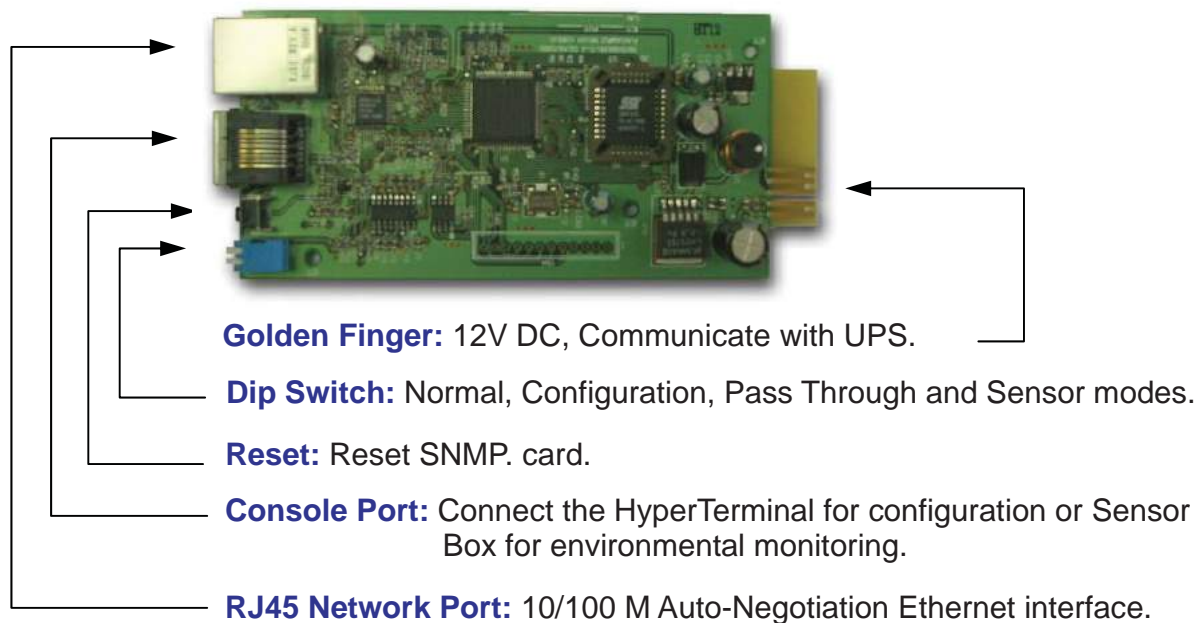 Golden Finger: 12V DC, Communicate with UPS.
Dip Switch: Normal, Configuration, Pass Through and Sensor modes.
Reset: Reset SNMP. card.
Console Port: Connect the HyperTerminal for configuration or Sensor
Box for environmental monitoring.
RJ45 Network Port: 10/100 M Auto-Negotiation Ethernet interface.